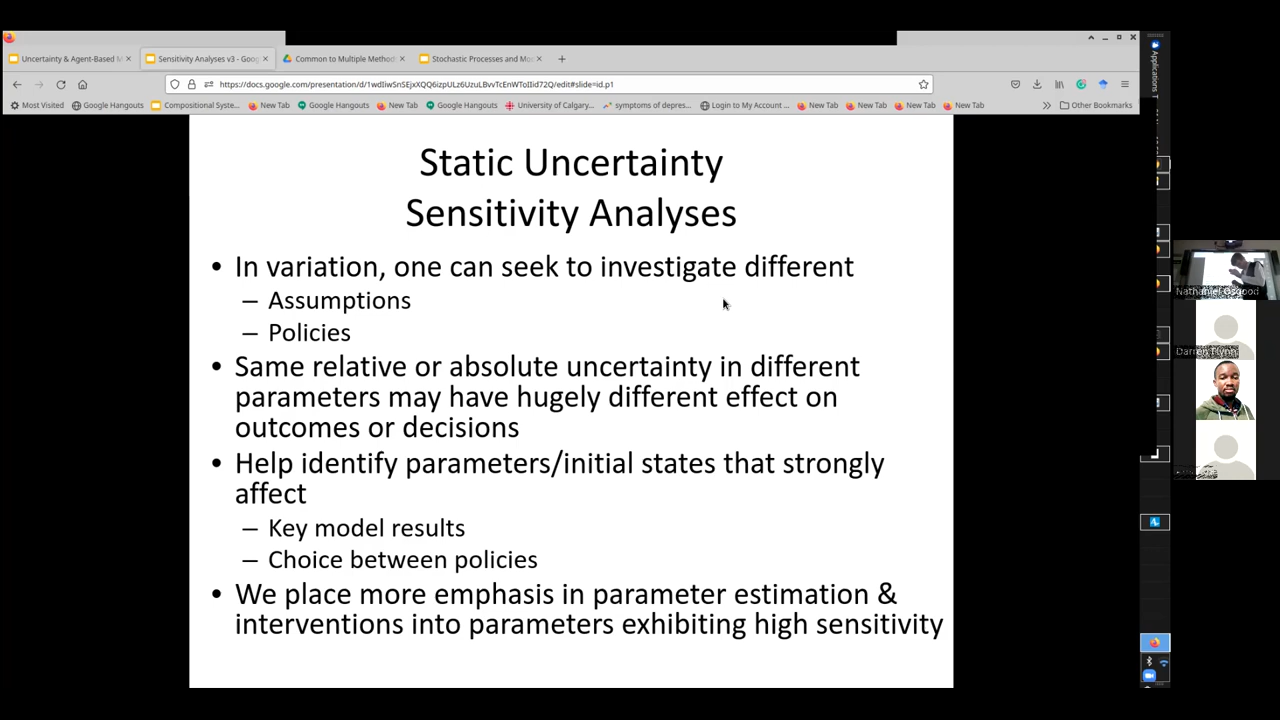 Uncertainty & Agent-Based M
Sensitivity Analyses v3 - Goo
Common to Multiple Method
Stochastic Processes and Mo
https://docs.google.com/presentation/d/1wdIiwSnSEjxXQQ6izpULz6UzuLBvvTcEnWToIIid72Q/edit#slide=id.p1
Most Visited
Google Hangouts
Compositional Syste...
New Tab
Google Hangouts
New Tab
Google Hangouts
University of Calgary...
symptoms of depres...
Login to My Account ...
New Tab
New Tab
New Tab
New Tab
Other Bookmarks
Applications
Static Uncertainty
Sensitivity Analyses
• In variation, one can seek to investigate different
– Assumptions
– Policies
• Same relative or absolute uncertainty in different
parameters may have hugely different effect on
outcomes or decisions
• Help identify parameters/initial states that strongly
affect
– Key model results
– Choice between policies
• We place more emphasis in parameter estimation &
interventions into parameters exhibiting high sensitivity
Nathaniel Osgood
Darren Flynn